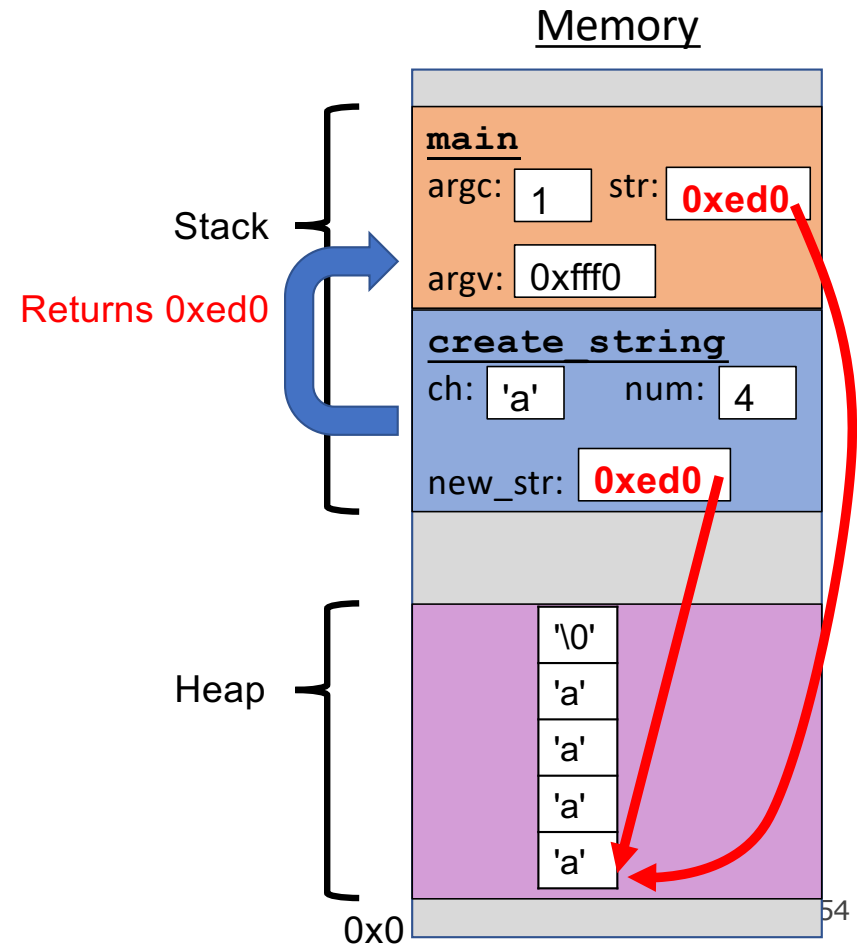 Memory
main
argc: 1 str: 0xed0
Stack
argv: 0xfff0
Returns 0xed0
create_string
ch: 'a' num: 4
new_str: 0xed0
'\0'
Heap
'a'
'a'
'a'
'a'
0x0
54